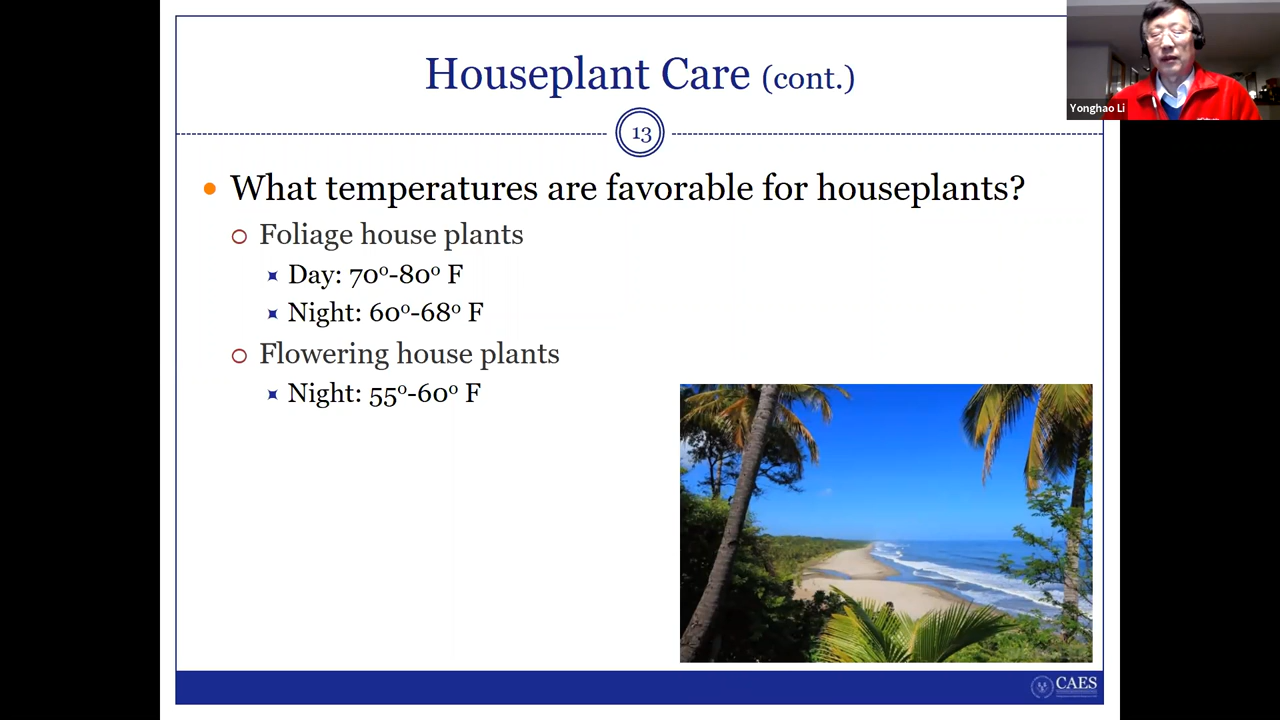 Houseplant Care (cont.)
Yonghao Li
13
What temperatures are favorable for houseplants?
Foliage house plants
Day: 70º-80º F
Night: 60º-68º F
Flowering house plants
Night: 55º-60º F
CAES